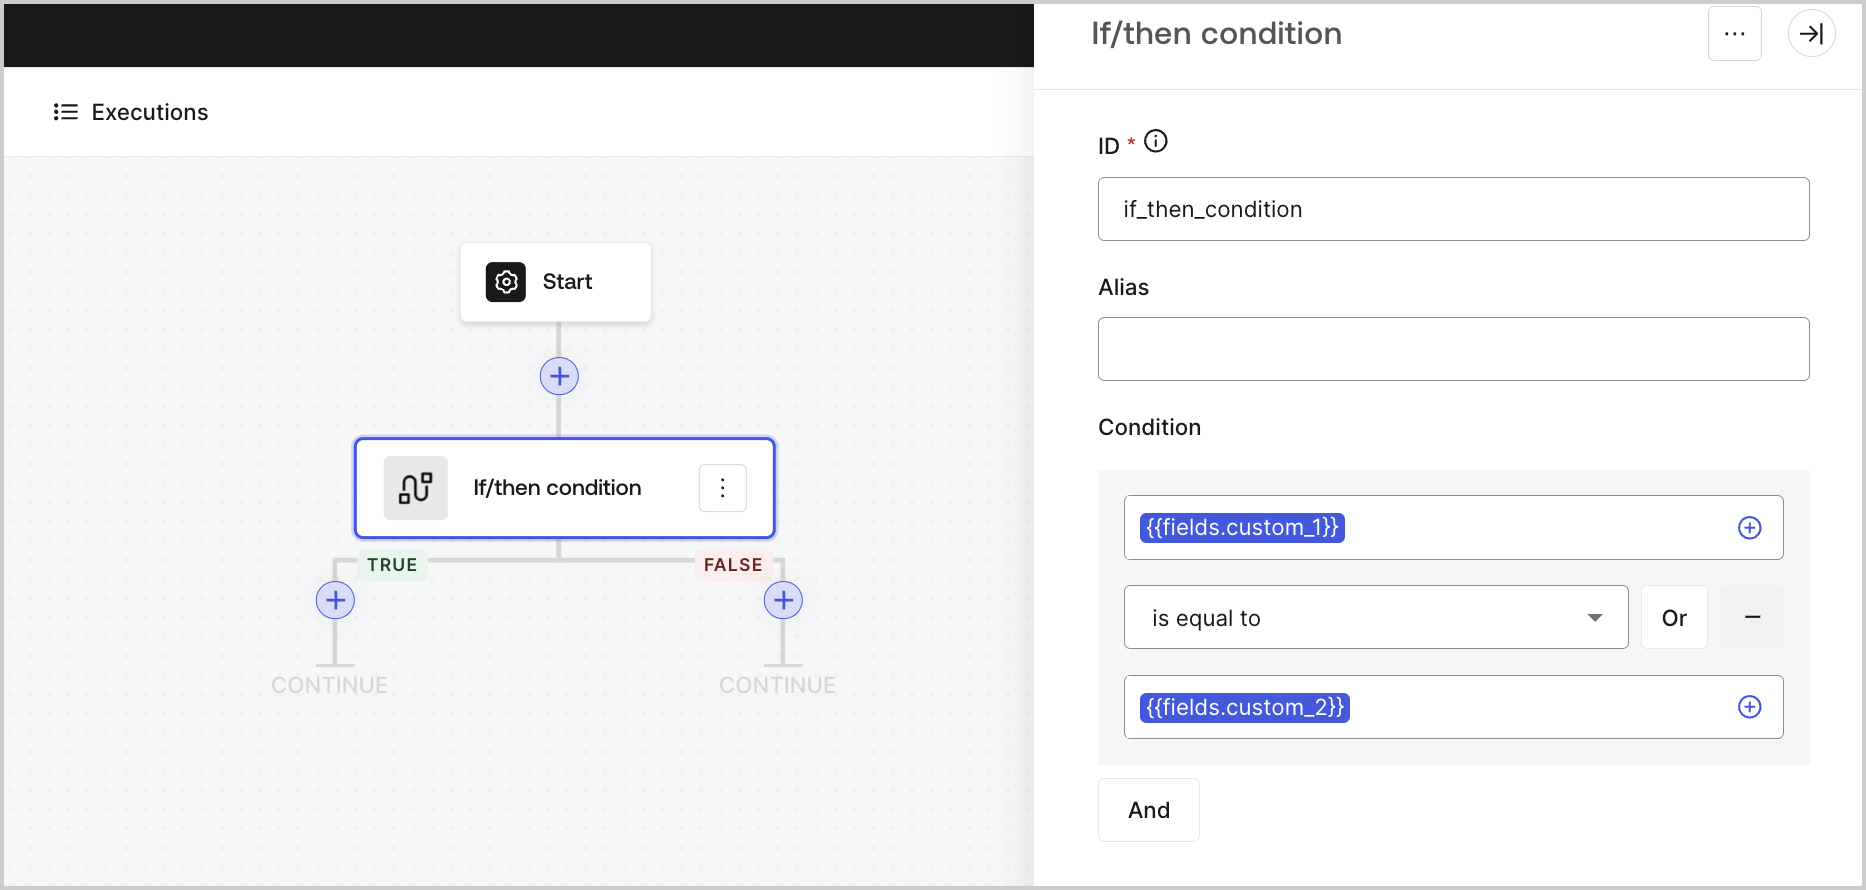 If/then condition
...
Executions
ID *
if_then_condition
Start
Alias
Condition
If/then condition
{{fields.custom_1}}
TRUE
FALSE
is equal to
Or
CONTINUE
CONTINUE
{{fields.custom_2}}
And